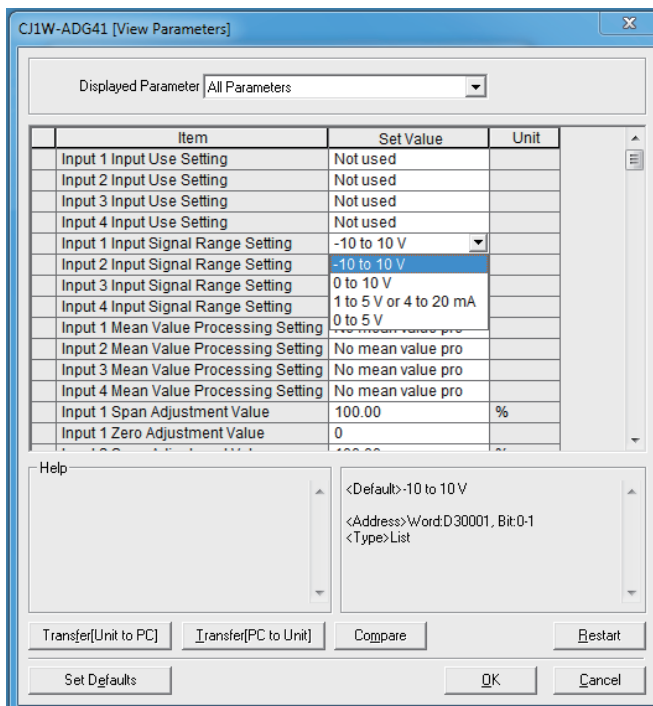 CJ1W-ADG41 [View Parameters]
Displayed Parameter All Parameters
Item Set Value Unit
Input 1 Input Use Setting Not used
Input 2 Input Use Setting Not used
Input 3 Input Use Setting Not used
Input 4 Input Use Setting Not used
Input 1 Input Signal Range Setting -10 to 10 V
Input 2 Input Signal Range Setting -10 to 10 V
Input 3 Input Signal Range Setting 0 to 10 V
Input 4 Input Signal Range Setting 1 to 5 V or 4 to 20 mA
Input 1 Mean Value Processing Setting 0 to 5 V
Input 2 Mean Value Processing Setting No mean value pro
Input 3 Mean Value Processing Setting No mean value pro
Input 4 Mean Value Processing Setting No mean value pro
Input 1 Span Adjustment Value 100.00 %
Input 1 Zero Adjustment Value 0
Help
<Default>-10 to 10 V
<Address>Word:D30001, Bit:0-1
<Type>List
Transfer[Unit to PC] Transfer[PC to Unit] Compare Restart
Set Defaults OK Cancel